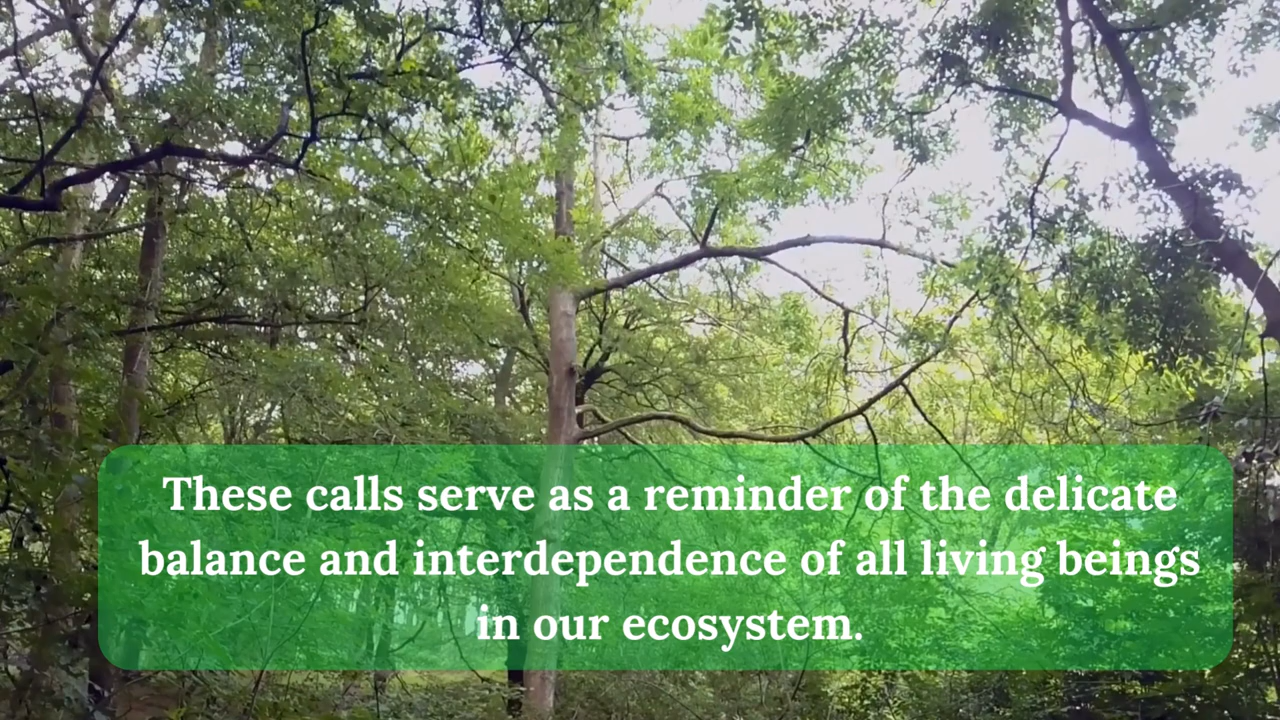 These calls serve as a reminder of the delicate
balance and interdependence of all living beings
in our ecosystem.